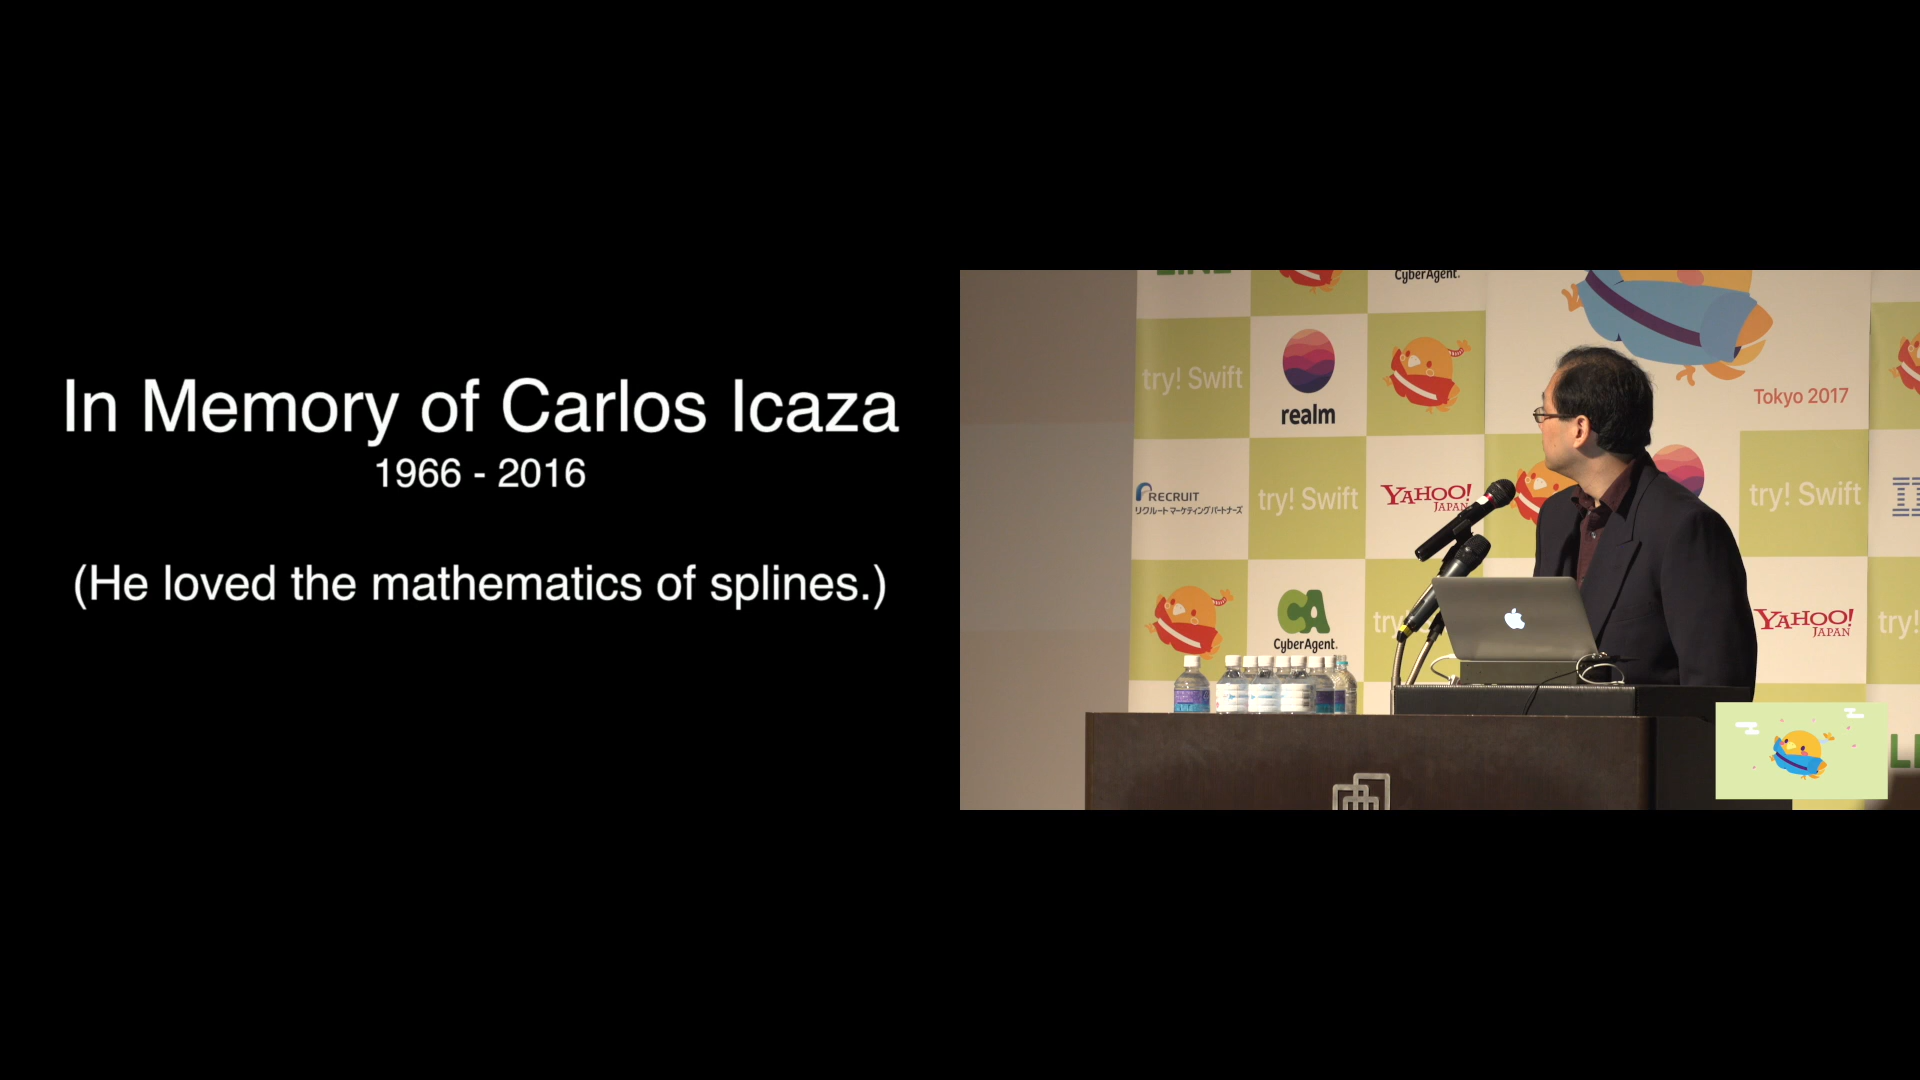 In Memory of Carlos Icaza
1966 - 2016
(He loved the mathematics of splines.)
CyberAgent.
try! Swift
realm
Tokyo 2017
RECRUIT
リクルート マーケティングパートナーズ
try! Swift
YAHOO!
JAPAN
try! Swift
CA
CyberAgent.
YAHOO!
JAPAN
try!